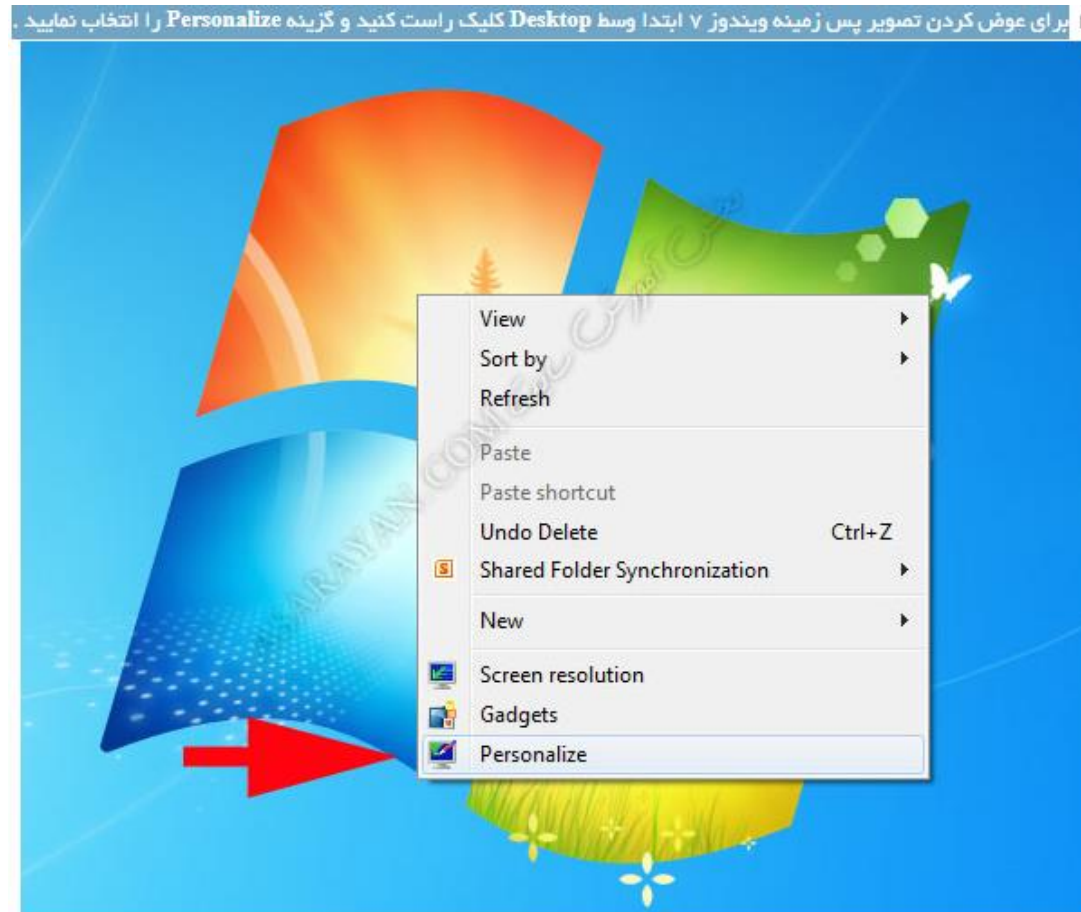 برای عوض کردن تصویر پس زمینه ویندوز ۷ ابتدا وسط Desktop کلیک راست کنید و گزینه Personalize را انتخاب نمایید .
View
Sort by
Refresh
Paste
Paste shortcut
Undo Delete Ctrl+Z
Shared Folder Synchronization
New
Screen resolution
Gadgets
Personalize